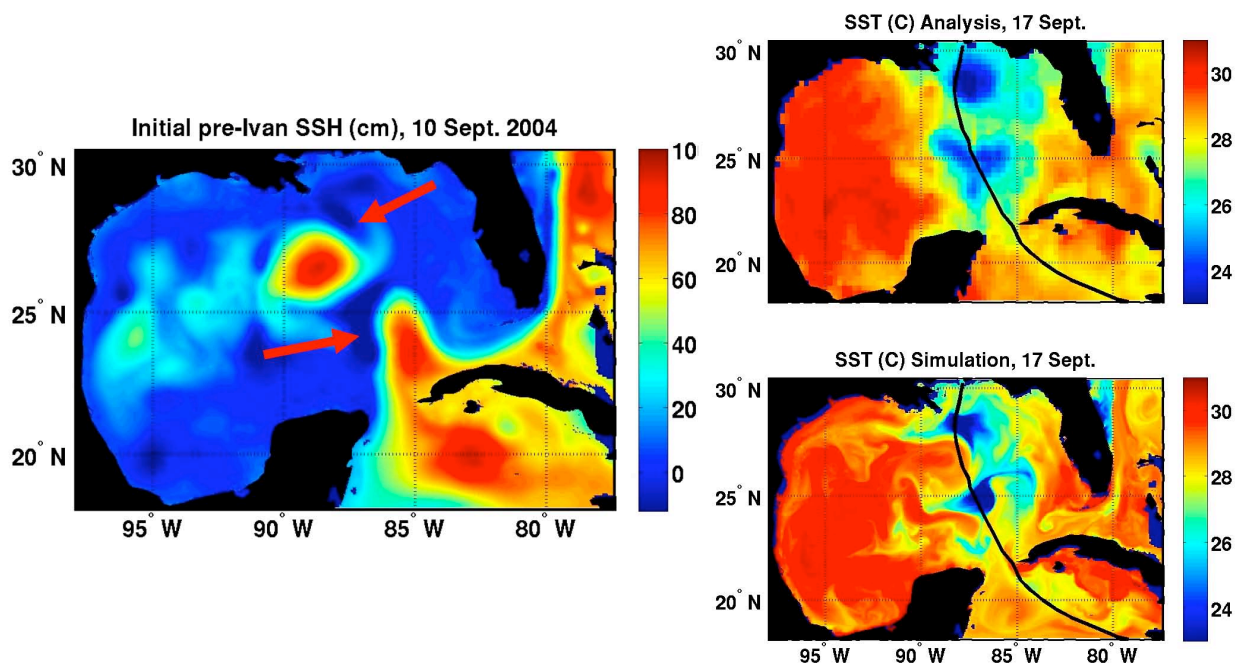 Initial pre-Ivan SSH (cm), 10 Sept. 2004
30° N
25° N
20° N
95° W
90° W
85° W
80° W
10
80
60
40
20
0
SST (C) Analysis, 17 Sept.
30° N
25° N
20° N
30
28
26
24
SST (C) Simulation, 17 Sept.
30° N
25° N
20° N
95° W
90° W
85° W
80° W
30
28
26
24